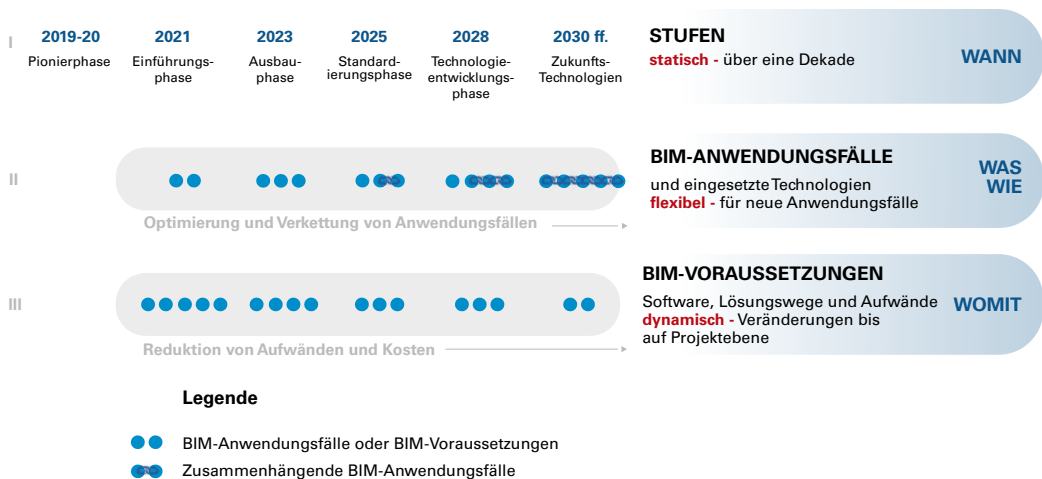 I
2019-20
Pionierphase
2021
Einführungs-
phase
2023
Ausbau-
phase
2025
Standard-
ierungsphase
2028
Technologie-
entwicklungs-
phase
2030 ff.
Zukunfts-
Technologien
STUFEN
statisch - über eine Dekade
WANN
II
Optimierung und Verkettung von Anwendungsfällen
BIM-ANWENDUNGSFÄLLE
und eingesetzte Technologien
flexibel - für neue Anwendungsfälle
WAS
WIE
III
Reduktion von Aufwänden und Kosten
BIM-VORAUSSETZUNGEN
Software, Lösungswege und Aufwände
dynamisch - Veränderungen bis
auf Projektebene
WOMIT
Legende
BIM-Anwendungsfälle oder BIM-Voraussetzungen
Zusammenhängende BIM-Anwendungsfälle